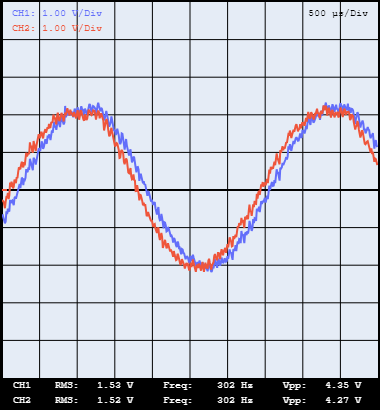 CH1: 1.00 V/Div 500 µs/Div
CH2: 1.00 V/Div
CH1 RMS: 1.53 V Freq: 302 Hz Vpp: 4.35 V
CH2 RMS: 1.52 V Freq: 302 Hz Vpp: 4.27 V